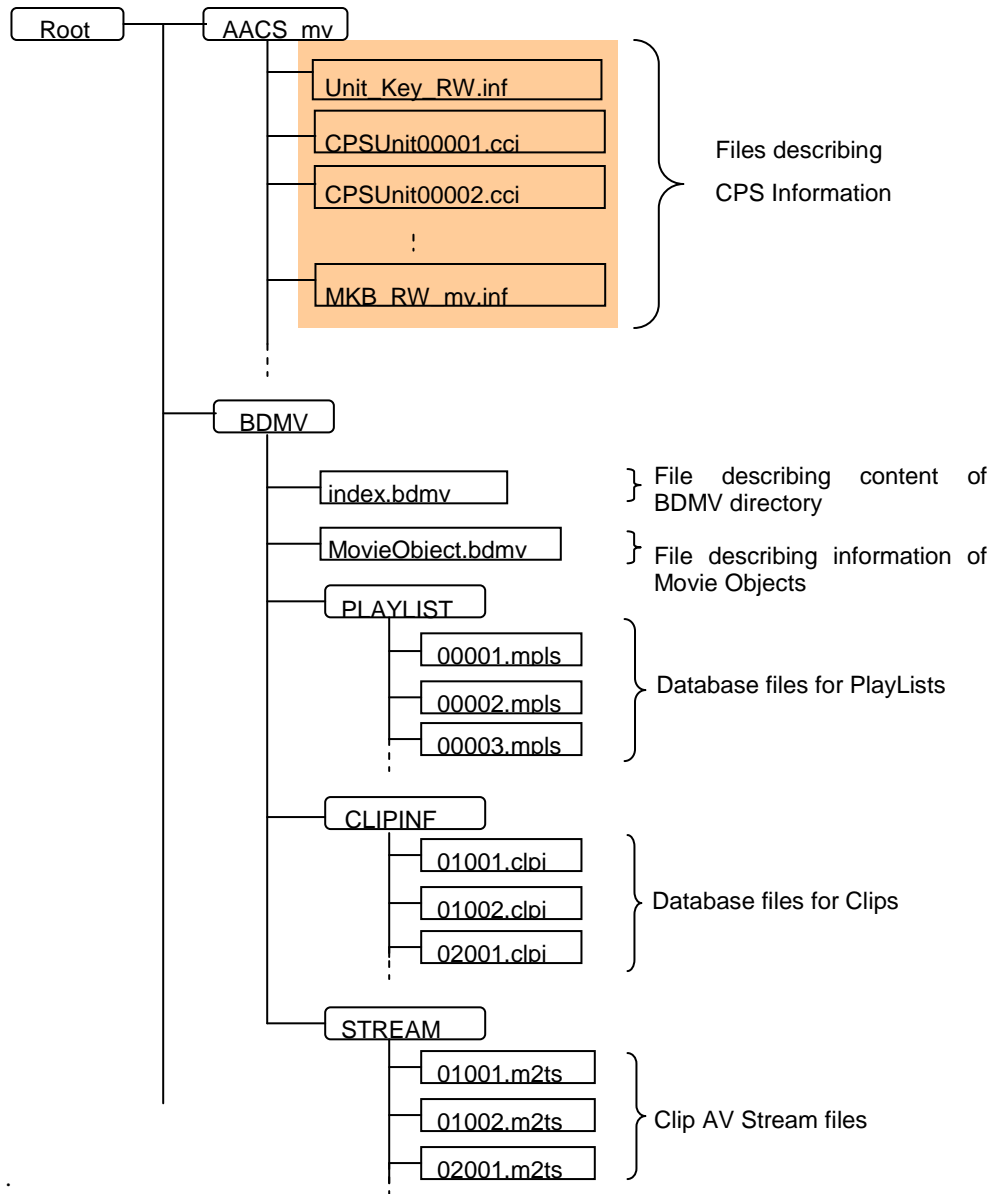 Root
AACS_mv
Unit_Key_RW.inf
CPSUnit00001.cci
CPSUnit00002.cci
MKB_RW_mv.inf
Files describing
CPS Information
BDMV
index.bdmv
File describing content of
BDMV directory
MovieObject.bdmv
File describing information of
Movie Objects
PLAYLIST
00001.mpls
00002.mpls
00003.mpls
Database files for PlayLists
CLIPINF
01001.clpi
01002.clpi
02001.clpi
Database files for Clips
STREAM
01001.m2ts
01002.m2ts
02001.m2ts
Clip AV Stream files
.